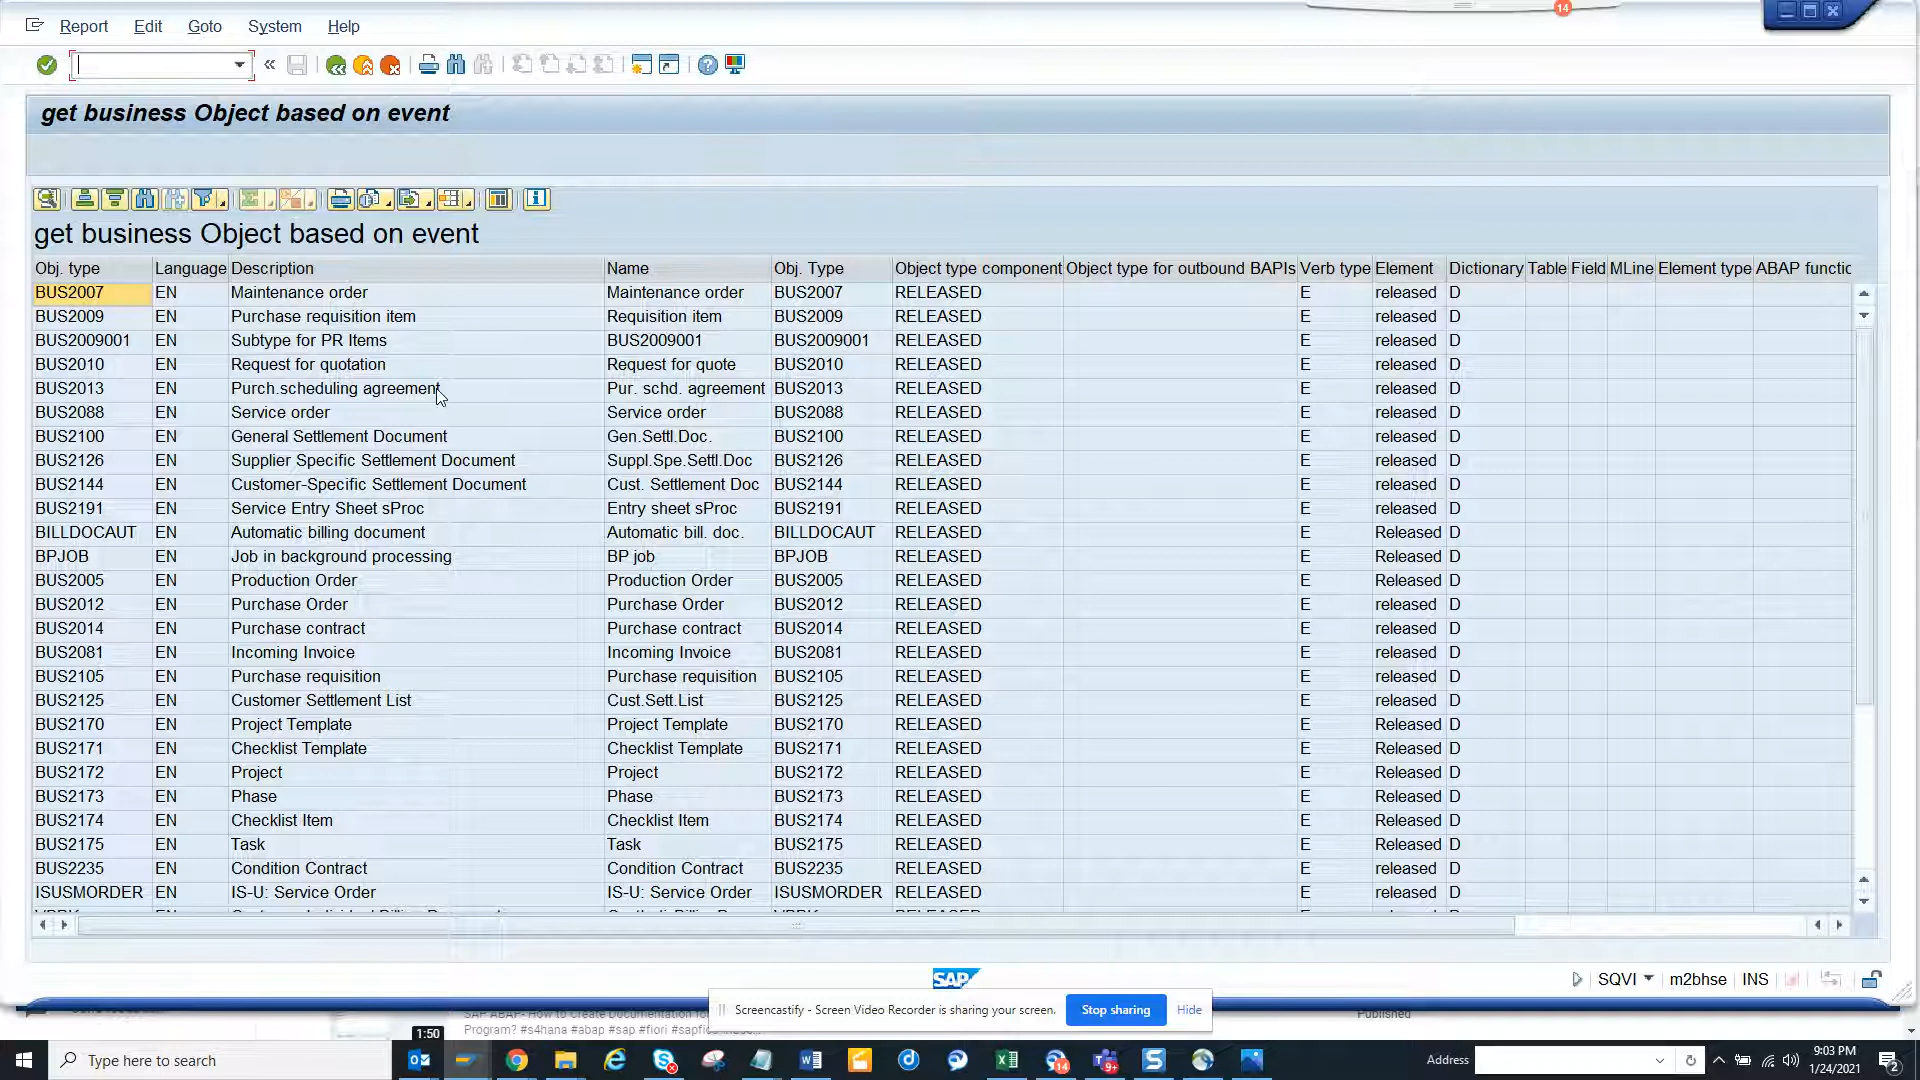 14
Report Edit Goto System Help
get business Object based on event
get business Object based on event
Obj. type Language Description Name Obj. Type Object type component Object type for outbound BAPIs Verb type Element Dictionary Table Field MLine Element type ABAP functic
BUS2007 EN Maintenance order Maintenance order BUS2007 RELEASED E released D
BUS2009 EN Purchase requisition item Requisition item BUS2009 RELEASED E released D
BUS2009001 EN Subtype for PR Items BUS2009001 BUS2009001 RELEASED E released D
BUS2010 EN Request for quotation Request for quote BUS2010 RELEASED E released D
BUS2013 EN Purch.scheduling agreement Pur. schd. agreement BUS2013 RELEASED E released D
BUS2088 EN Service order Service order BUS2088 RELEASED E released D
BUS2100 EN General Settlement Document Gen.Settl.Doc. BUS2100 RELEASED E released D
BUS2126 EN Supplier Specific Settlement Document Suppl.Spe.Settl.Doc BUS2126 RELEASED E released D
BUS2144 EN Customer-Specific Settlement Document Cust. Settlement Doc BUS2144 RELEASED E released D
BUS2191 EN Service Entry Sheet sProc Entry sheet sProc BUS2191 RELEASED E released D
BILLDOCAUT EN Automatic billing document Automatic bill. doc. BILLDOCAUT RELEASED E Released D
BPJOB EN Job in background processing BP job BPJOB RELEASED E Released D
BUS2005 EN Production Order Production Order BUS2005 RELEASED E Released D
BUS2012 EN Purchase Order Purchase Order BUS2012 RELEASED E released D
BUS2014 EN Purchase contract Purchase contract BUS2014 RELEASED E released D
BUS2081 EN Incoming Invoice Incoming Invoice BUS2081 RELEASED E released D
BUS2105 EN Purchase requisition Purchase requisition BUS2105 RELEASED E released D
BUS2125 EN Customer Settlement List Cust.Sett.List BUS2125 RELEASED E released D
BUS2170 EN Project Template Project Template BUS2170 RELEASED E Released D
BUS2171 EN Checklist Template Checklist Template BUS2171 RELEASED E Released D
BUS2172 EN Project Project BUS2172 RELEASED E Released D
BUS2173 EN Phase Phase BUS2173 RELEASED E Released D
BUS2174 EN Checklist Item Checklist Item BUS2174 RELEASED E Released D
BUS2175 EN Task Task BUS2175 RELEASED E Released D
BUS2235 EN Condition Contract Condition Contract BUS2235 RELEASED E released D
ISUSMORDER EN IS-U: Service Order IS-U: Service Order ISUSMORDER RELEASED E released D
SAP SQVI m2bhse INS
Screencastify - Screen Video Recorder is sharing your screen. Stop sharing Hide
SAP ABAP- How to Create Documentation for
Published
1:50 Program? #s4hana #abap #sap #fiori
Type here to search
14
9+
Address
9:03 PM
1/24/2021
2